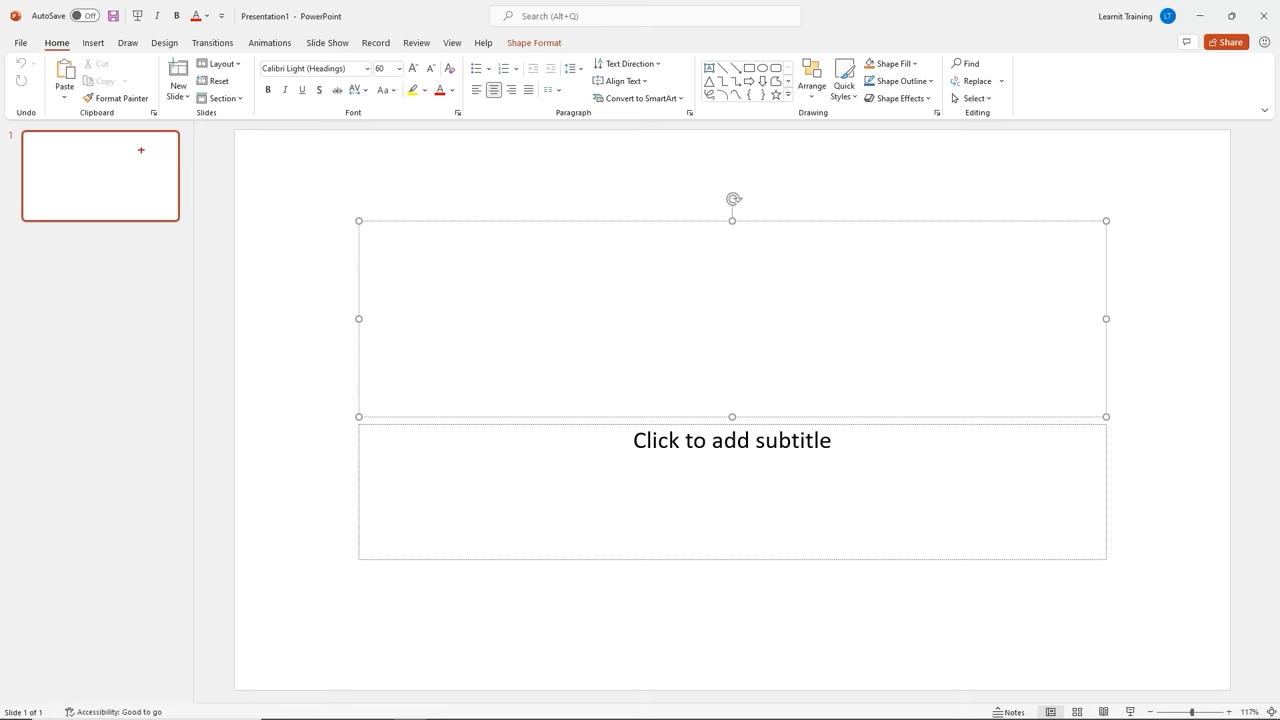 AutoSave Off B A Presentation1 - PowerPoint Search (Alt+Q) Learnit Training LT
File Home Insert Draw Design Transitions Animations Slide Show Record Review View Help Shape Format Share
Cut Layout Calibri Light (Headings) 60 Text Direction Shape Fill Find
Copy Reset Align Text Shape Outline Replace
Paste New Slides Arrange Quick Styles
Format Painter Section Convert to SmartArt Shape Effects Select
Undo Clipboard Slides Font Paragraph Drawing Editing
1
Click to add subtitle
Slide 1 of 1 Accessibility: Good to go Notes 117%